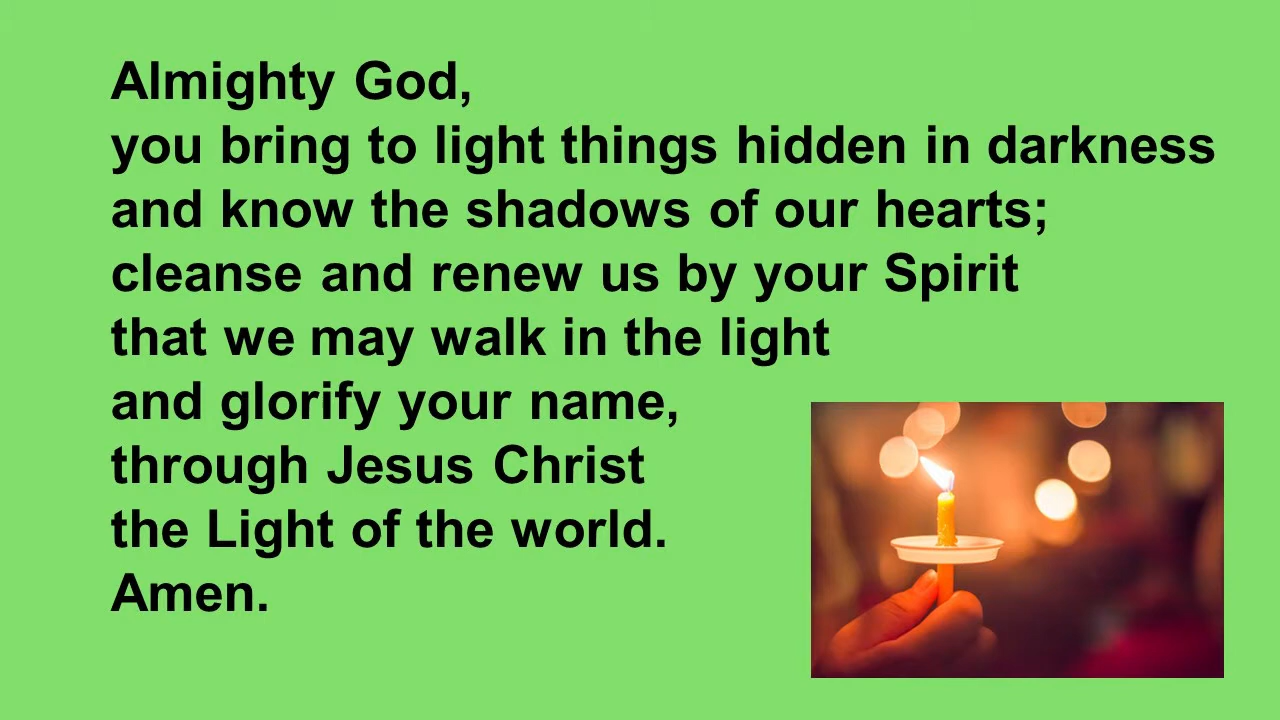 Almighty God,
you bring to light things hidden in darkness
and know the shadows of our hearts;
cleanse and renew us by your Spirit
that we may walk in the light
and glorify your name,
through Jesus Christ
the Light of the world.
Amen.